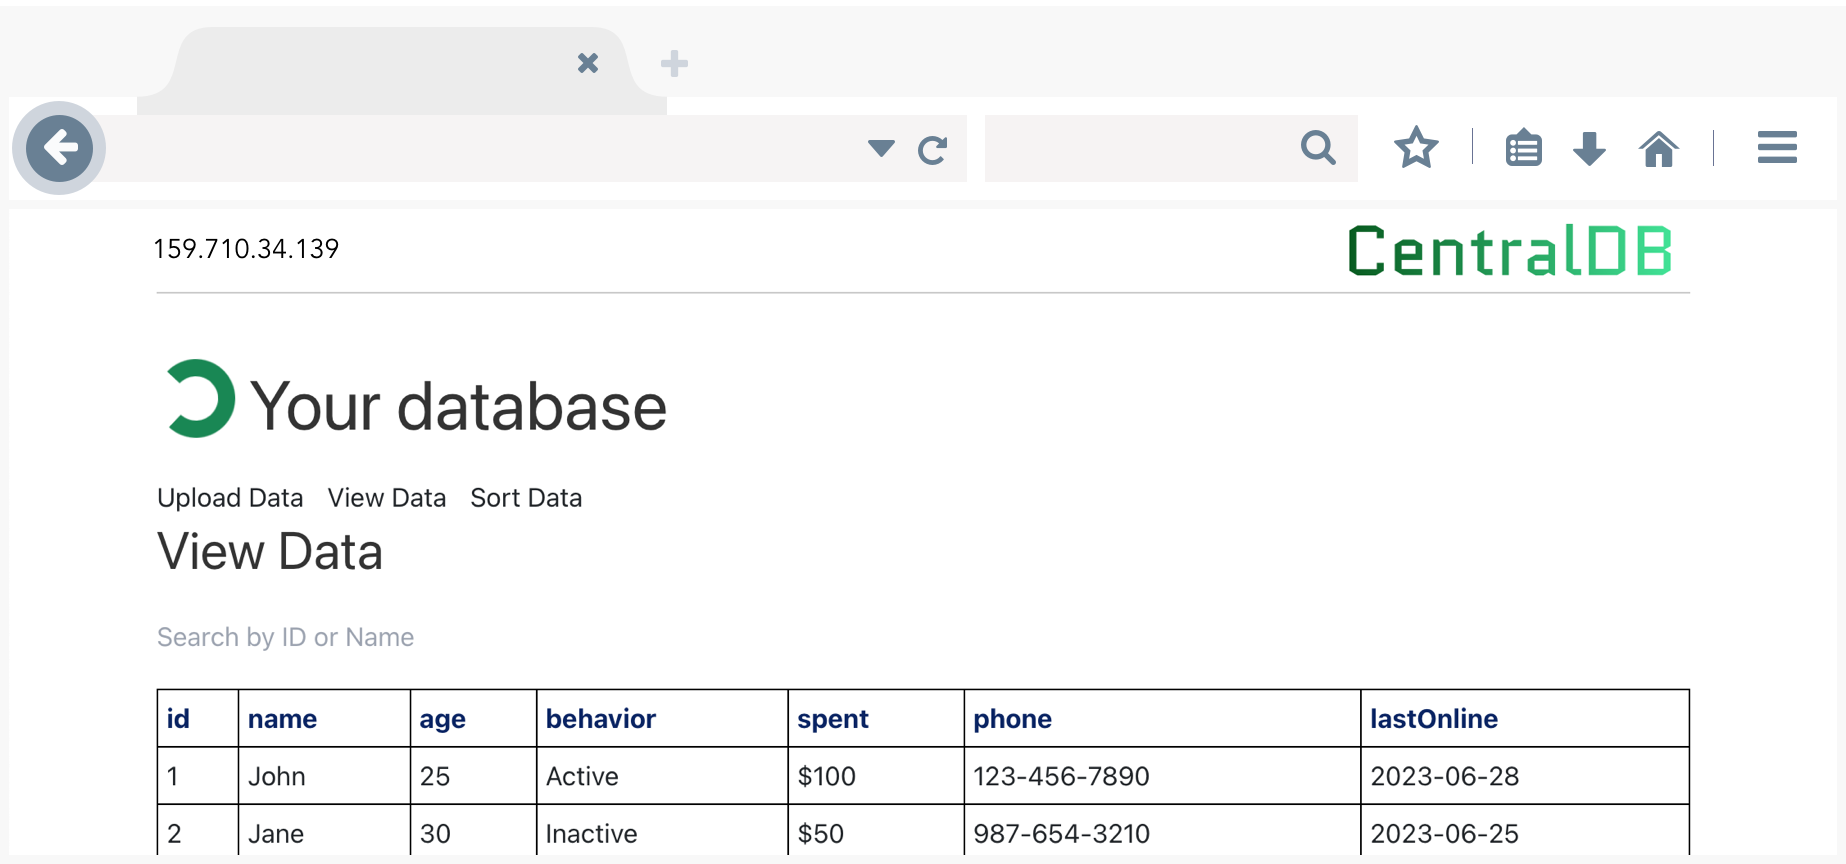 159.710.34.139
CentralDB
Your database
Upload Data View Data Sort Data
View Data
Search by ID or Name
id name age behavior spent phone lastOnline
1 John 25 Active $100 123-456-7890 2023-06-28
2 Jane 30 Inactive $50 987-654-3210 2023-06-25